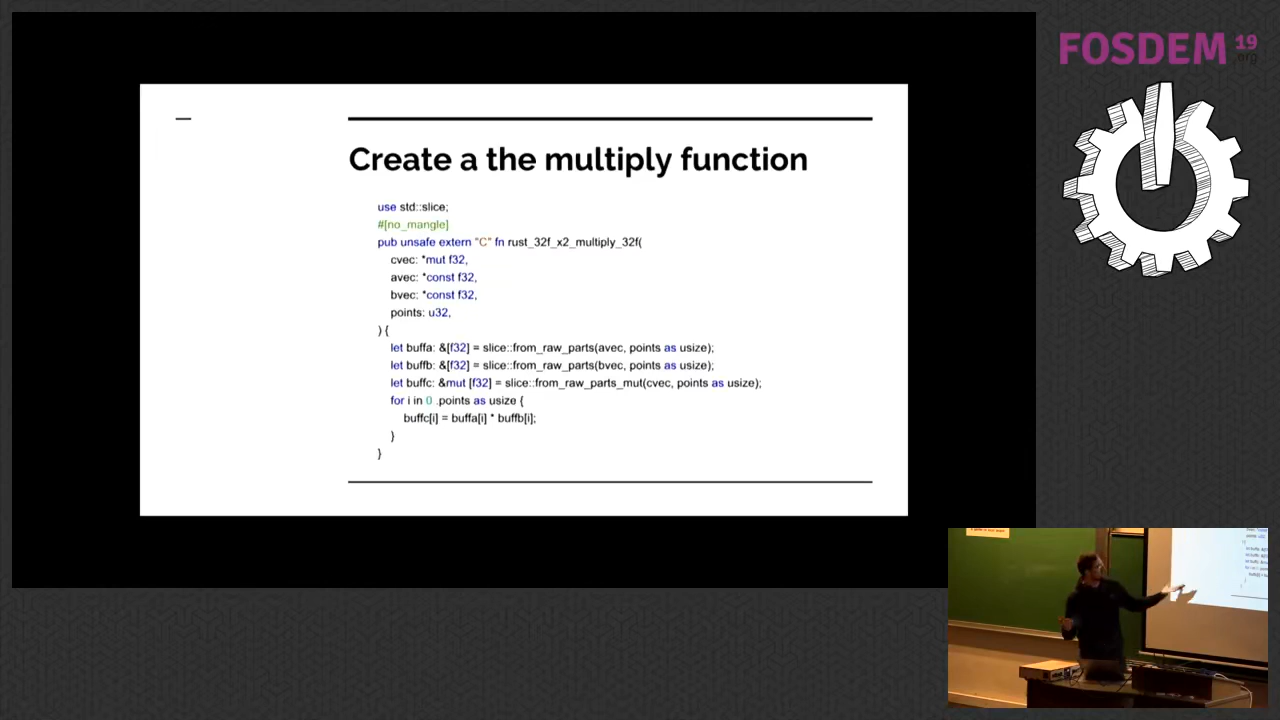 FOSDEM 19
.org
Create a the multiply function
use std::slice;
#[no_mangle]
pub unsafe extern "C" fn rust_32f_x2_multiply_32f(
cvec: *mut f32,
avec: *const f32,
bvec: *const f32,
points: u32,
) {
let buffa: &[f32] = slice::from_raw_parts(avec, points as usize);
let buffb: &[f32] = slice::from_raw_parts(bvec, points as usize);
let buffc: &mut [f32] = slice::from_raw_parts_mut(cvec, points as usize);
for i in 0 .points as usize {
buffc[i] = buffa[i] * buffb[i];
}
}